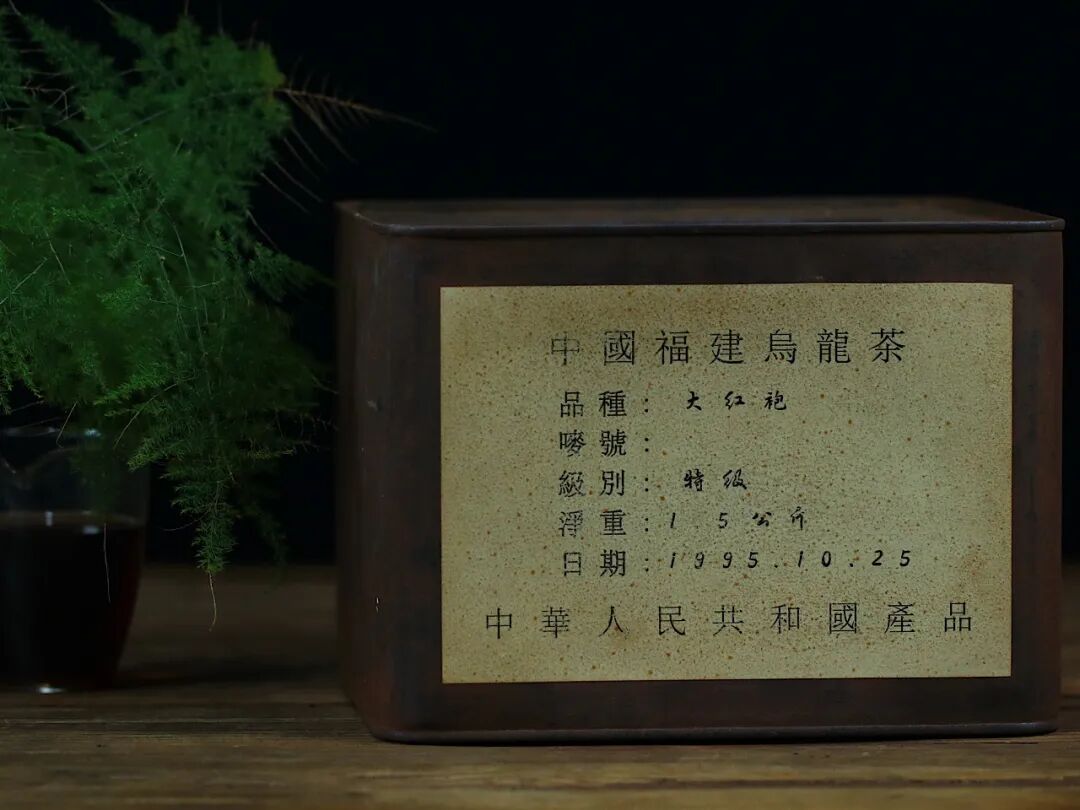 中國福建烏龍茶
品種：大红袍
嘜號：
級別：特级
淨重：1 5公斤
日期：1995.10.25
中華人民共和國產品